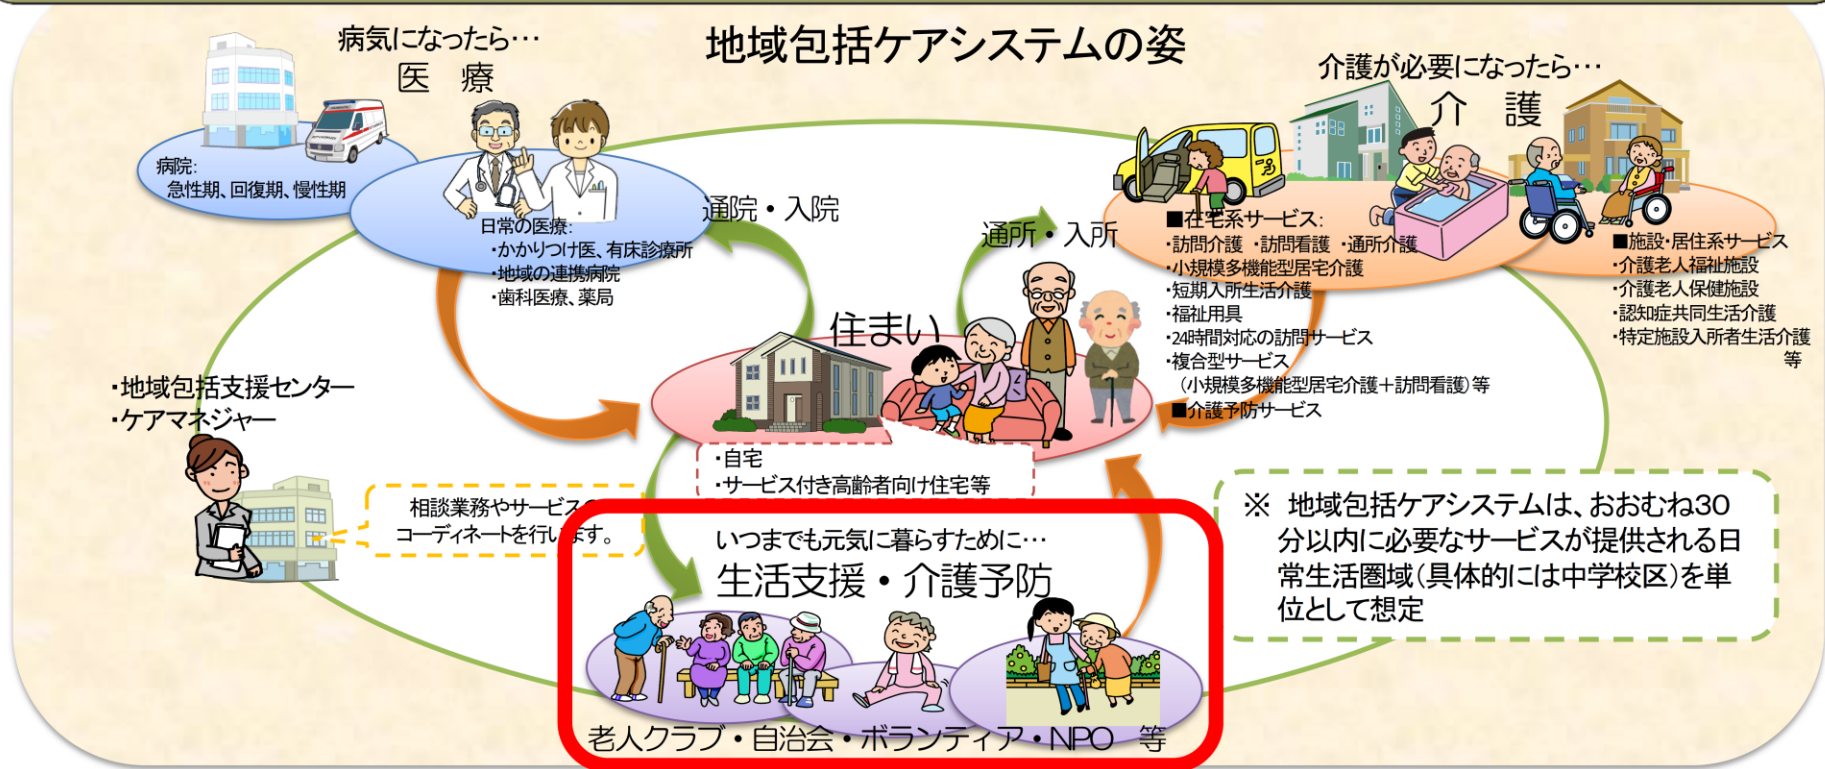 地域包括ケアシステムの姿
病気になったら…
医　療
病院:
急性期、回復期、慢性期
日常の医療:
・かかりつけ医、有床診療所
・地域の連携病院
・歯科医療、薬局
通院・入院
通所・入所
介護が必要になったら…
介　護
■在宅系サービス:
・訪問介護 ・訪問看護 ・通所介護
・小規模多機能型居宅介護
・短期入所生活介護
・福祉用具
・24時間対応の訪問サービス
・複合型サービス
（小規模多機能型居宅介護＋訪問看護）等
■介護予防サービス
■施設・居住系サービス
・介護老人福祉施設
・介護老人保健施設
・認知症共同生活介護
・特定施設入所者生活介護
等
住まい
・自宅
・サービス付き高齢者向け住宅等
・地域包括支援センター
・ケアマネジャー
相談業務やサービスの
コーディネートを行います。
いつまでも元気に暮らすために…
生活支援・介護予防
老人クラブ・自治会・ボランティア・NPO　等
※　地域包括ケアシステムは、おおむね30
分以内に必要なサービスが提供される日
常生活圏域（具体的には中学校区）を単
位として想定